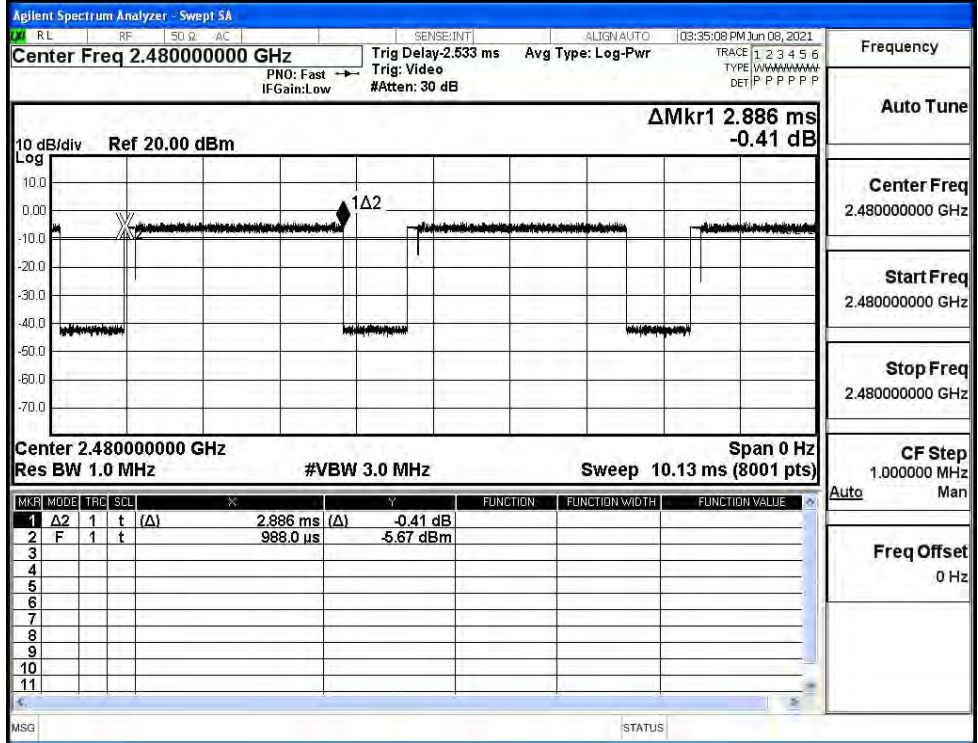 Agilent Spectrum Analyzer - Swept SA
LXI RL RF 50 Ω AC SENSE:INT ALIGN AUTO 03:35:08 PM Jun 08, 2021
Center Freq 2.480000000 GHz
PNO: Fast
IFGain:Low
Trig Delay-2.533 ms
Trig: Video
#Atten: 30 dB
Avg Type: Log-Pwr
TRACE 1 2 3 4 5 6
TYPE WWWWWW
DET P P P P P P
ΔMkr1 2.886 ms
-0.41 dB
10 dB/div Ref 20.00 dBm
Log
10.0
0.00
-10.0
-20.0
-30.0
-40.0
-50.0
-60.0
-70.0
1Δ2
2
Center 2.480000000 GHz Span 0 Hz
Res BW 1.0 MHz #VBW 3.0 MHz Sweep 10.13 ms (8001 pts)
MKR MODE TRC SCL X Y FUNCTION FUNCTION WIDTH FUNCTION VALUE
1 Δ2 1 t (Δ) 2.886 ms (Δ) -0.41 dB
2 F 1 t 988.0 µs -5.67 dBm
3
4
5
6
7
8
9
10
11
MSG STATUS
Frequency
Auto Tune
Center Freq
2.480000000 GHz
Start Freq
2.480000000 GHz
Stop Freq
2.480000000 GHz
CF Step
1.000000 MHz
Auto Man
Freq Offset
0 Hz